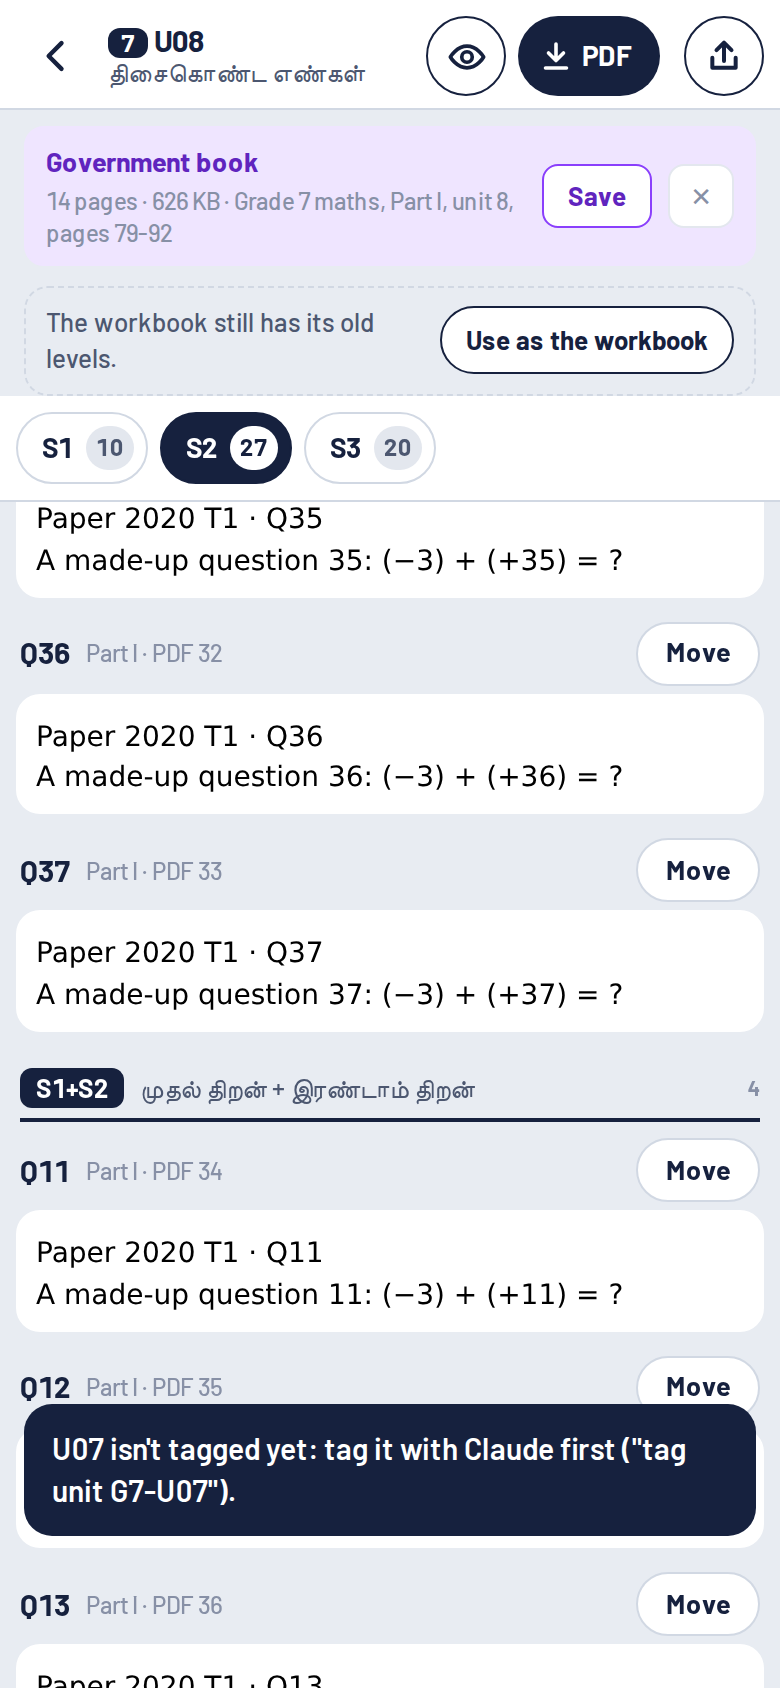 7 U08
திசைகொண்ட எண்கள்
PDF
Government book
14 pages · 626 KB · Grade 7 maths, Part I, unit 8,
pages 79-92
Save
×
The workbook still has its old
levels.
Use as the workbook
S1 10
S2 27
S3 20
Paper 2020 T1 · Q35
A made-up question 35: (−3) + (+35) = ?
Q36 Part I · PDF 32 Move
Paper 2020 T1 · Q36
A made-up question 36: (−3) + (+36) = ?
Q37 Part I · PDF 33 Move
Paper 2020 T1 · Q37
A made-up question 37: (−3) + (+37) = ?
S1+S2 முதல் திறன் + இரண்டாம் திறன் 4
Q11 Part I · PDF 34 Move
Paper 2020 T1 · Q11
A made-up question 11: (−3) + (+11) = ?
Q12 Part I · PDF 35 Move
U07 isn't tagged yet: tag it with Claude first ("tag
unit G7-U07").
Q13 Part I · PDF 36 Move
Paper 2020 T1 · Q13